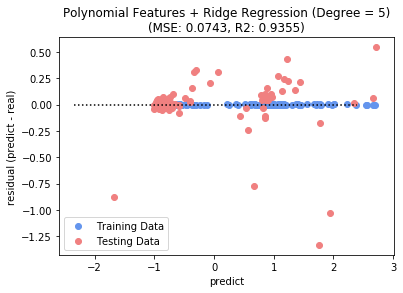 Polynomial Features + Ridge Regression (Degree = 5)
(MSE: 0.0743, R2: 0.9355)
residual (predict - real)
0.50
0.25
0.00
−0.25
−0.50
−0.75
−1.00
−1.25
Training Data
Testing Data
−2
−1
0
1
2
3
predict